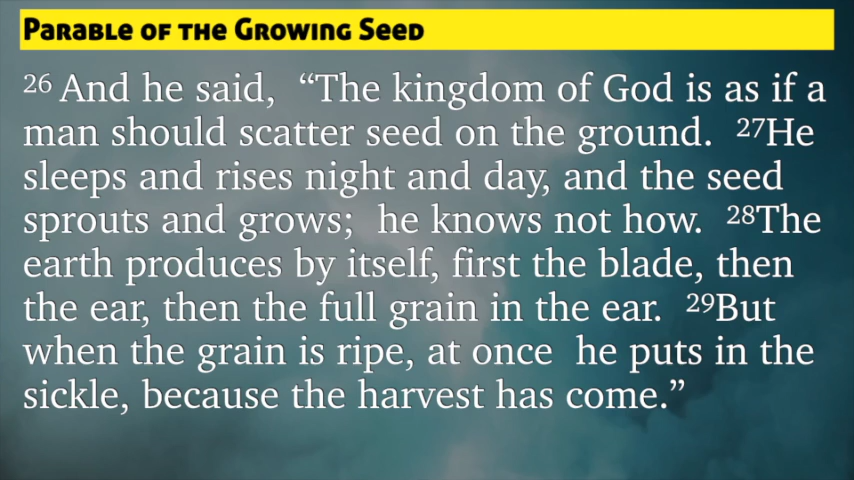 Parable of the Growing Seed
26 And he said,  “The kingdom of God is as if a
man should scatter seed on the ground.  27He
sleeps and rises night and day, and the seed
sprouts and grows;  he knows not how.  28The
earth produces by itself, first the blade, then
the ear, then the full grain in the ear.  29But
when the grain is ripe, at once  he puts in the
sickle, because the harvest has come.”